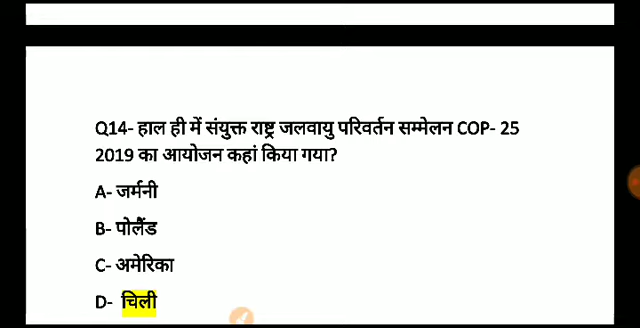 Q14- हाल ही में संयुक्त राष्ट्र जलवायु परिवर्तन सम्मेलन COP- 25
2019 का आयोजन कहां किया गया?
A- जर्मनी
B- पोलैंड
C- अमेरिका
D- चिली